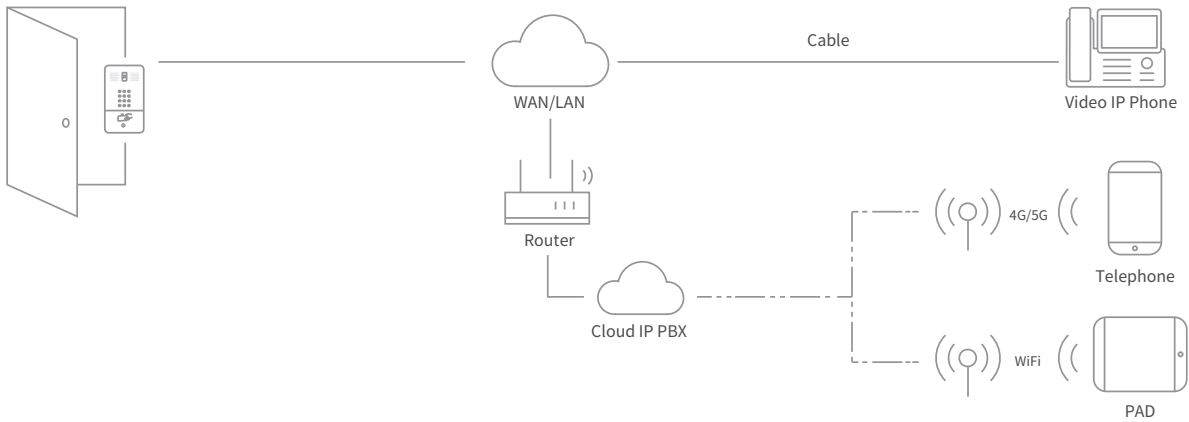 Cable
WAN/LAN
Video IP Phone
Router
4G/5G
Telephone
Cloud IP PBX
WiFi
PAD